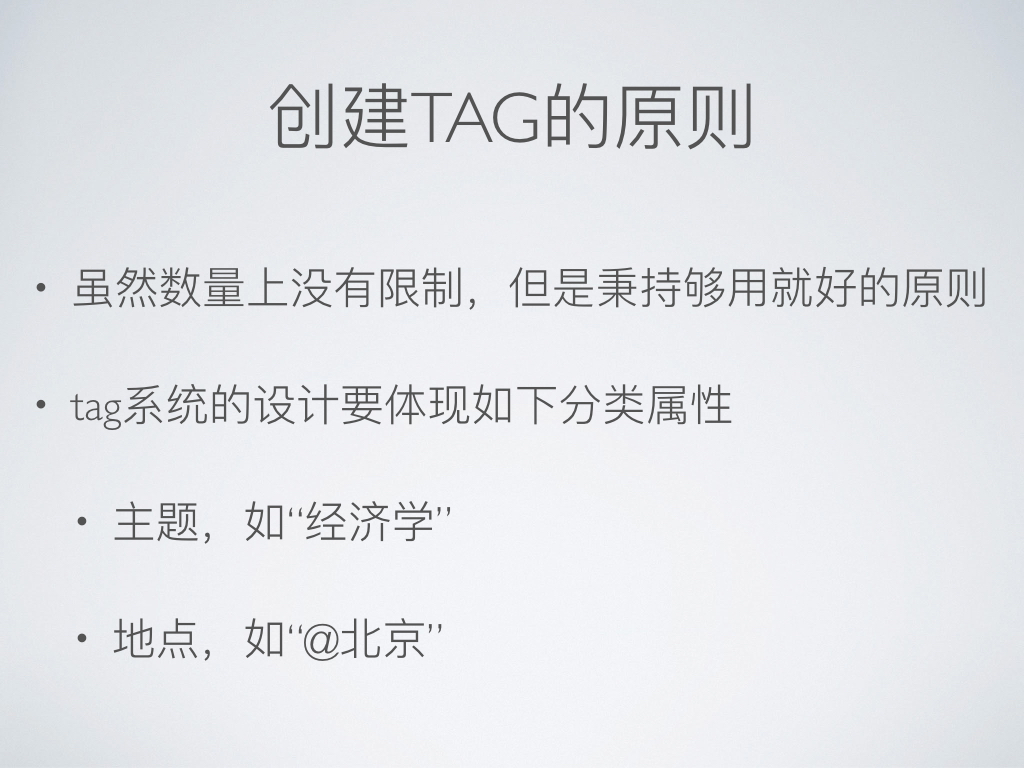 创建TAG的原则
• 虽然数量上没有限制，但是秉持够用就好的原则
• tag系统的设计要体现如下分类属性
• 主题，如“经济学”
• 地点，如“@北京”